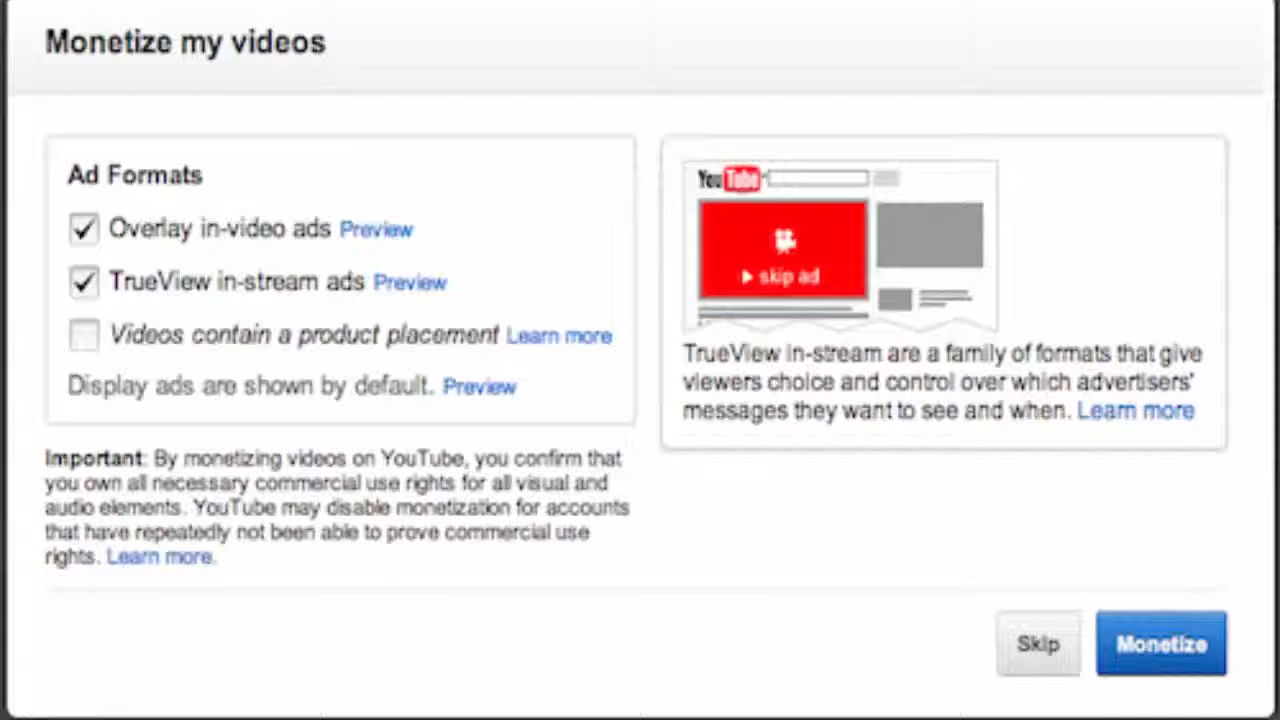 Monetize my videos
Ad Formats
Overlay in-video ads Preview
TrueView in-stream ads Preview
Videos contain a product placement Learn more
Display ads are shown by default. Preview
Important: By monetizing videos on YouTube, you confirm that
you own all necessary commercial use rights for all visual and
audio elements. YouTube may disable monetization for accounts
that have repeatedly not been able to prove commercial use
rights. Learn more.
YouTube
skip ad
TrueView in-stream are a family of formats that give
viewers choice and control over which advertisers'
messages they want to see and when. Learn more
Skip
Monetize